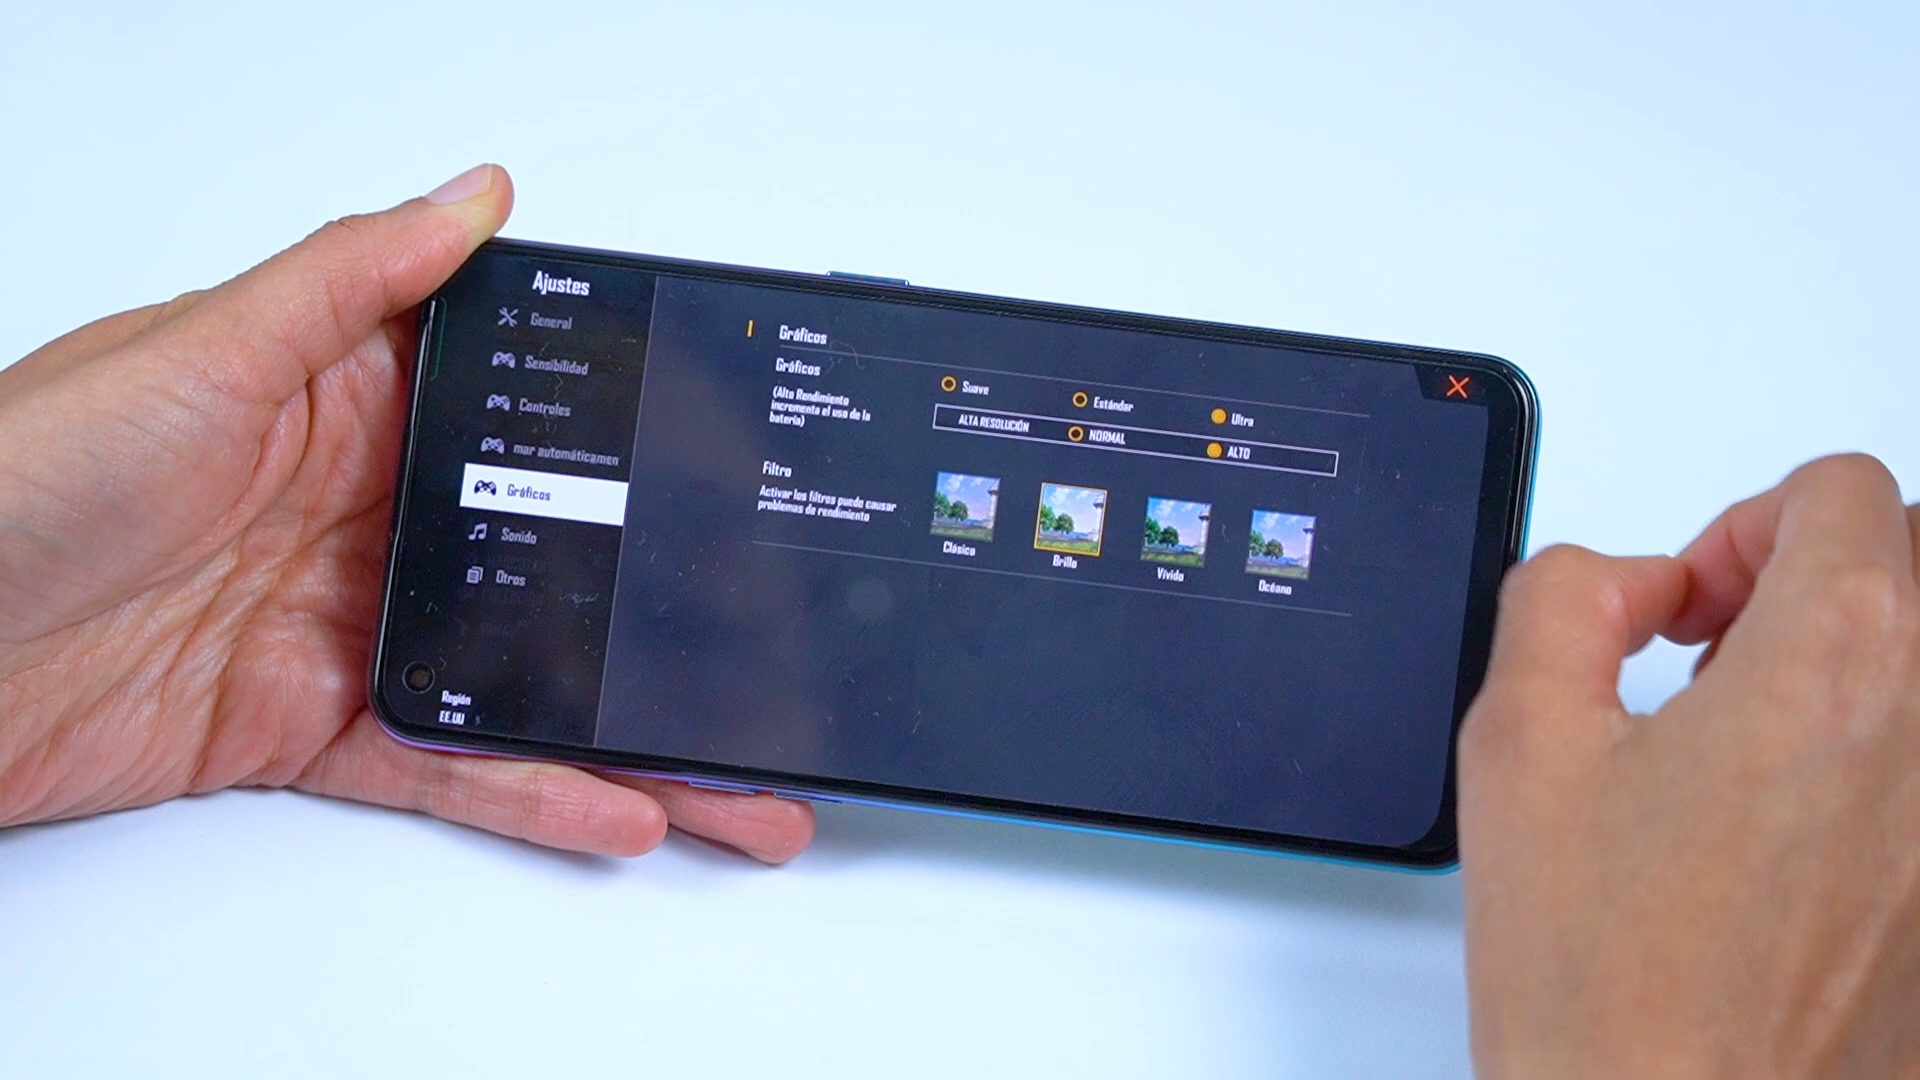 Ajustes
General
Sensibilidad
Controles
mar automáticamen
Gráficos
Sonido
Otros
Región
EE.UU
Gráficos
Gráficos
(Alto Rendimiento
incrementa el uso de la
batería)
Suave
Estándar
Ultra
ALTA RESOLUCIÓN
NORMAL
ALTO
Filtro
Activar los filtros puede causar
problemas de rendimiento
Clásico
Brillo
Vívido
Océano